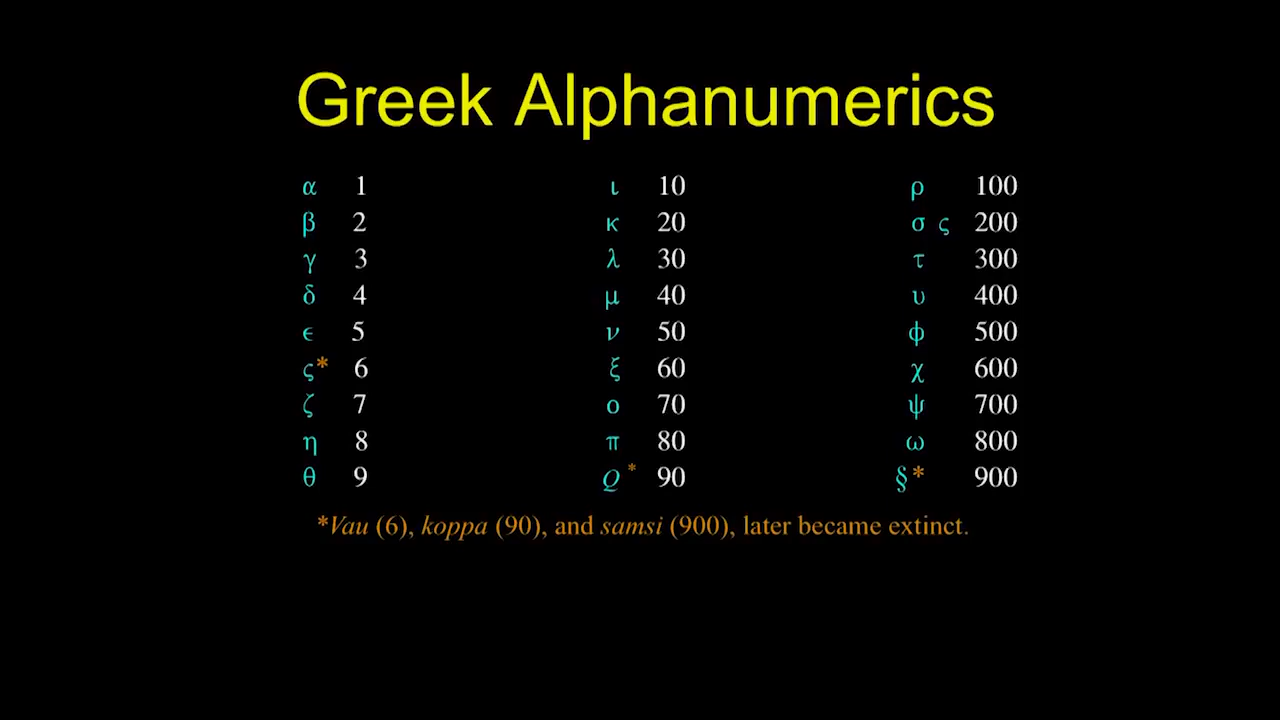 Greek Alphanumerics
α 1 ι 10 ρ 100
β 2 κ 20 σ ς 200
γ 3 λ 30 τ 300
δ 4 μ 40 υ 400
ϵ 5 ν 50 ϕ 500
ς* 6 ξ 60 χ 600
ζ 7 ο 70 ψ 700
η 8 π 80 ω 800
θ 9 Q* 90 §* 900
*Vau (6), koppa (90), and samsi (900), later became extinct.